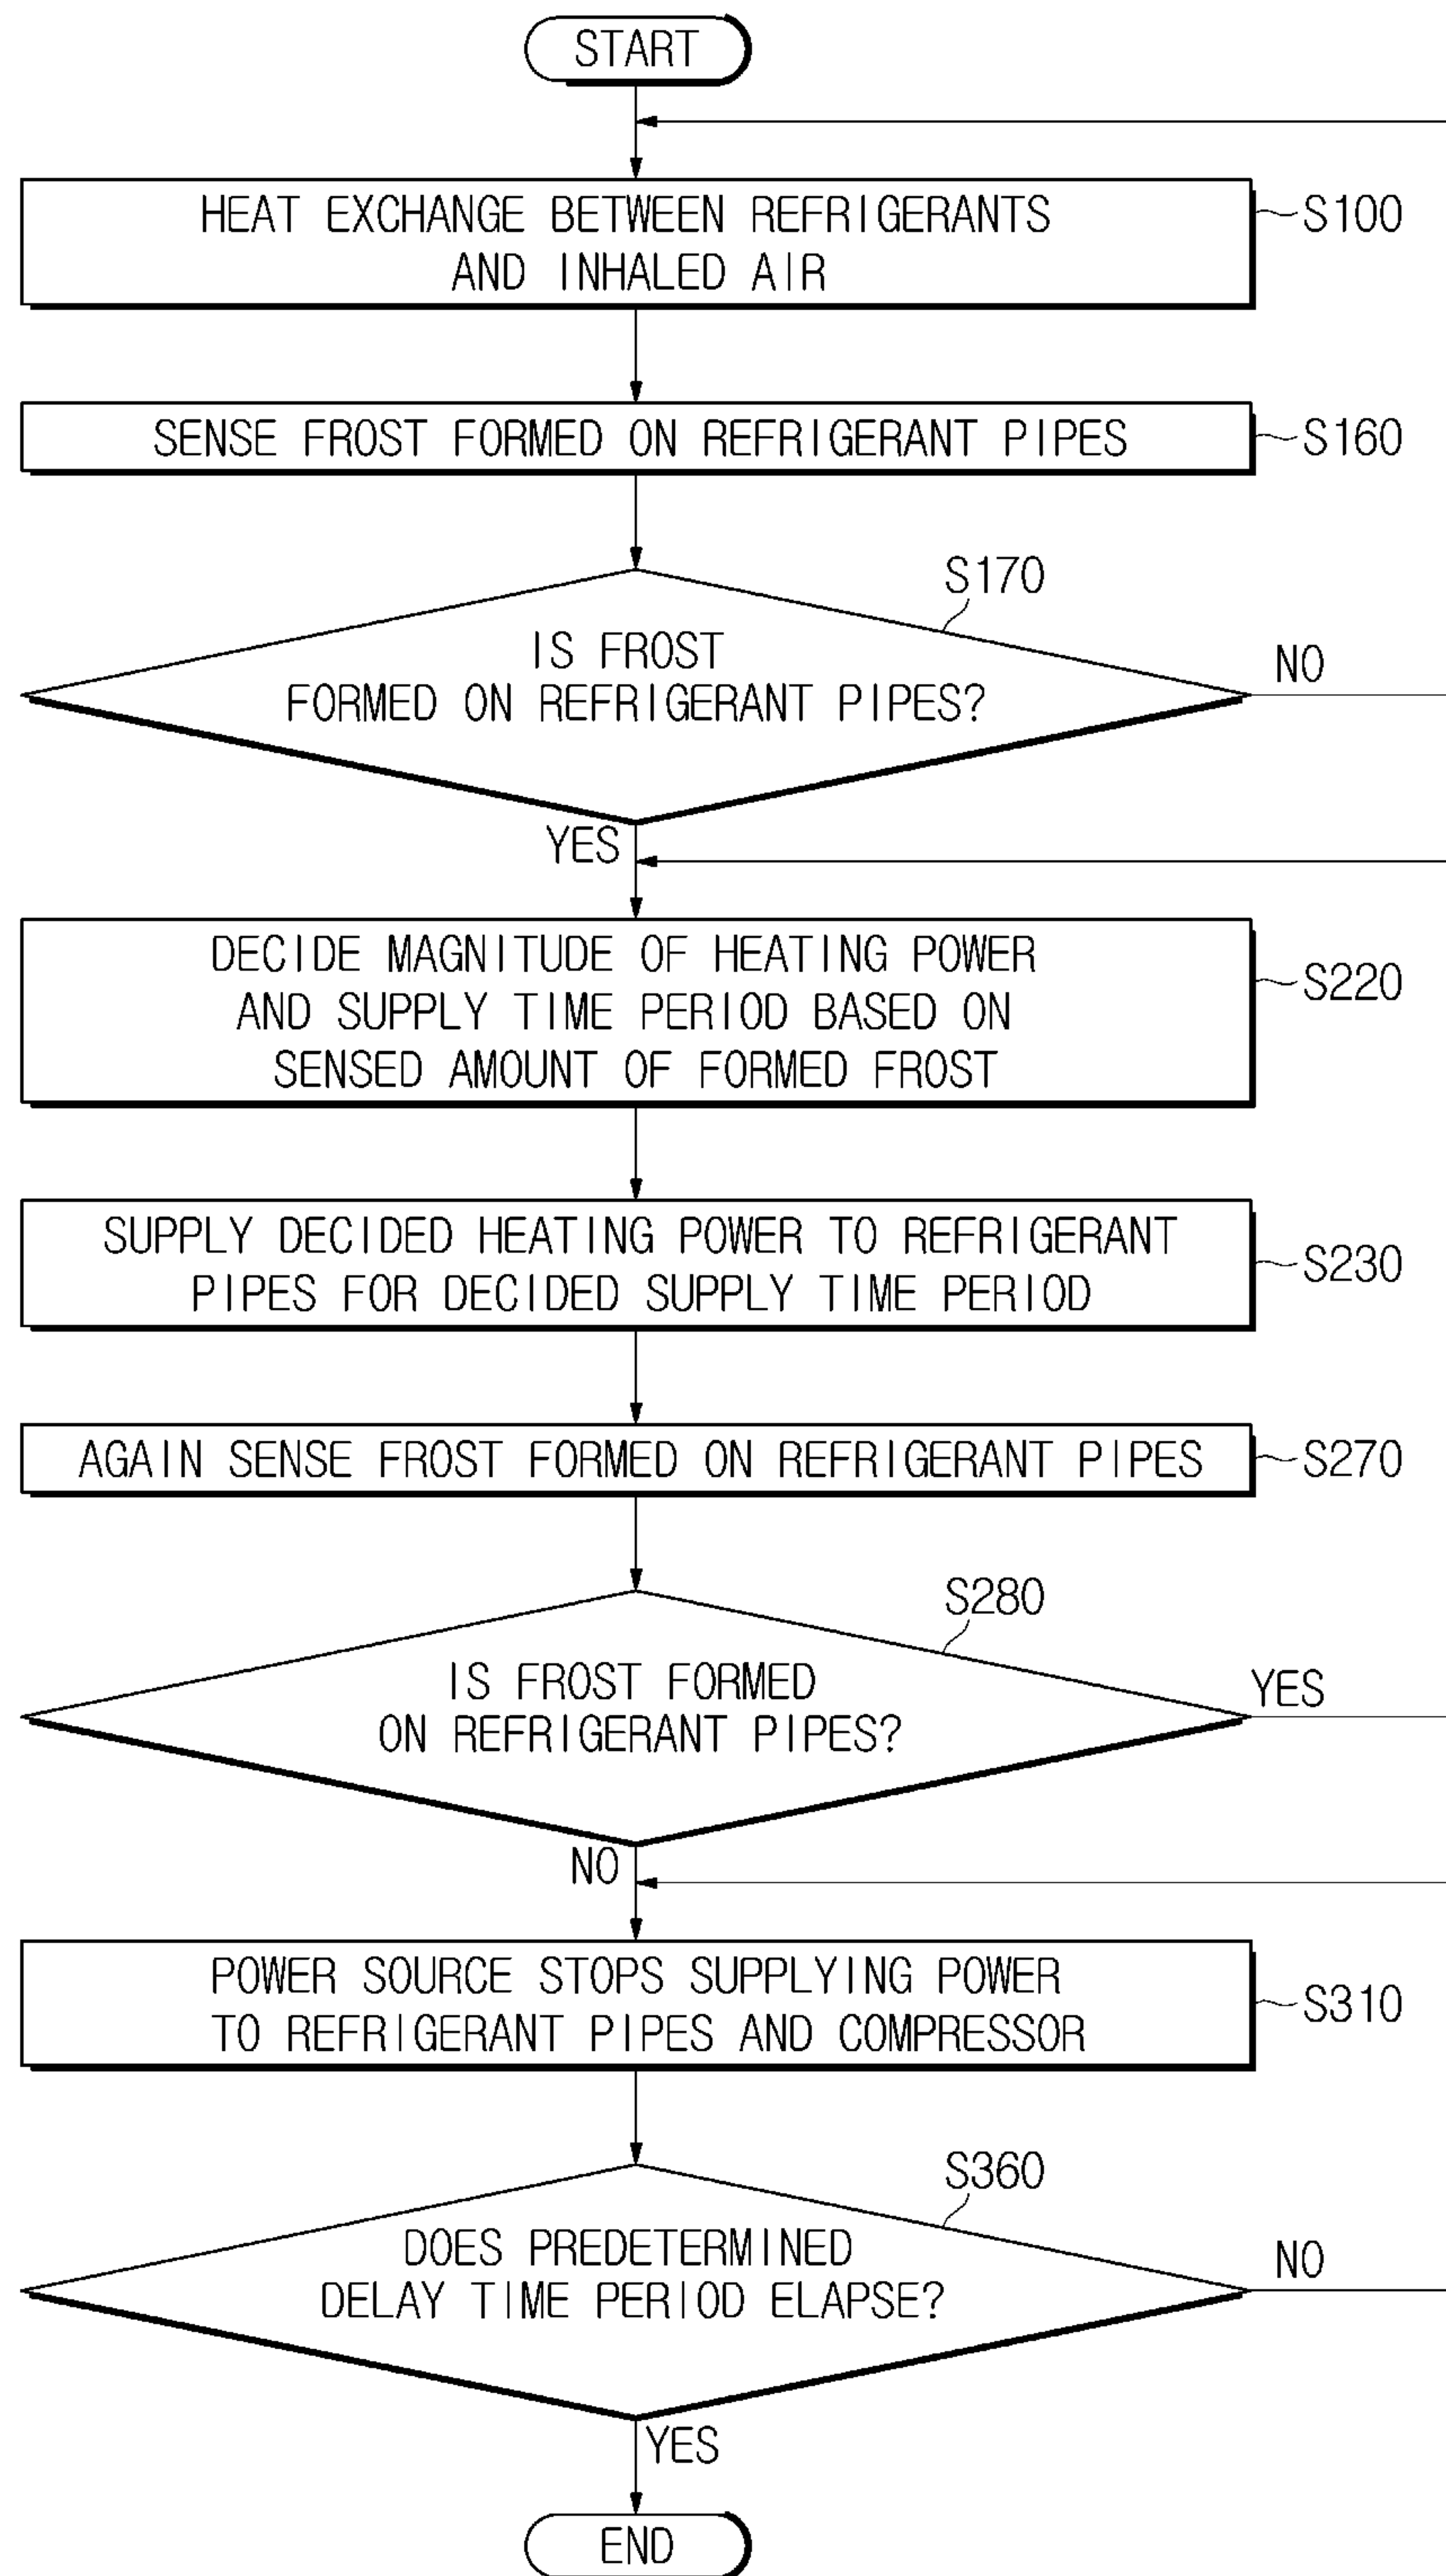 START
HEAT EXCHANGE BETWEEN REFRIGERANTS
AND INHALED AIR
S100
SENSE FROST FORMED ON REFRIGERANT PIPES
S160
S170
IS FROST
FORMED ON REFRIGERANT PIPES?
NO
YES
DECIDE MAGNITUDE OF HEATING POWER
AND SUPPLY TIME PERIOD BASED ON
SENSED AMOUNT OF FORMED FROST
S220
SUPPLY DECIDED HEATING POWER TO REFRIGERANT
PIPES FOR DECIDED SUPPLY TIME PERIOD
S230
AGAIN SENSE FROST FORMED ON REFRIGERANT PIPES
S270
S280
IS FROST FORMED
ON REFRIGERANT PIPES?
YES
NO
POWER SOURCE STOPS SUPPLYING POWER
TO REFRIGERANT PIPES AND COMPRESSOR
S310
S360
DOES PREDETERMINED
DELAY TIME PERIOD ELAPSE?
NO
YES
END